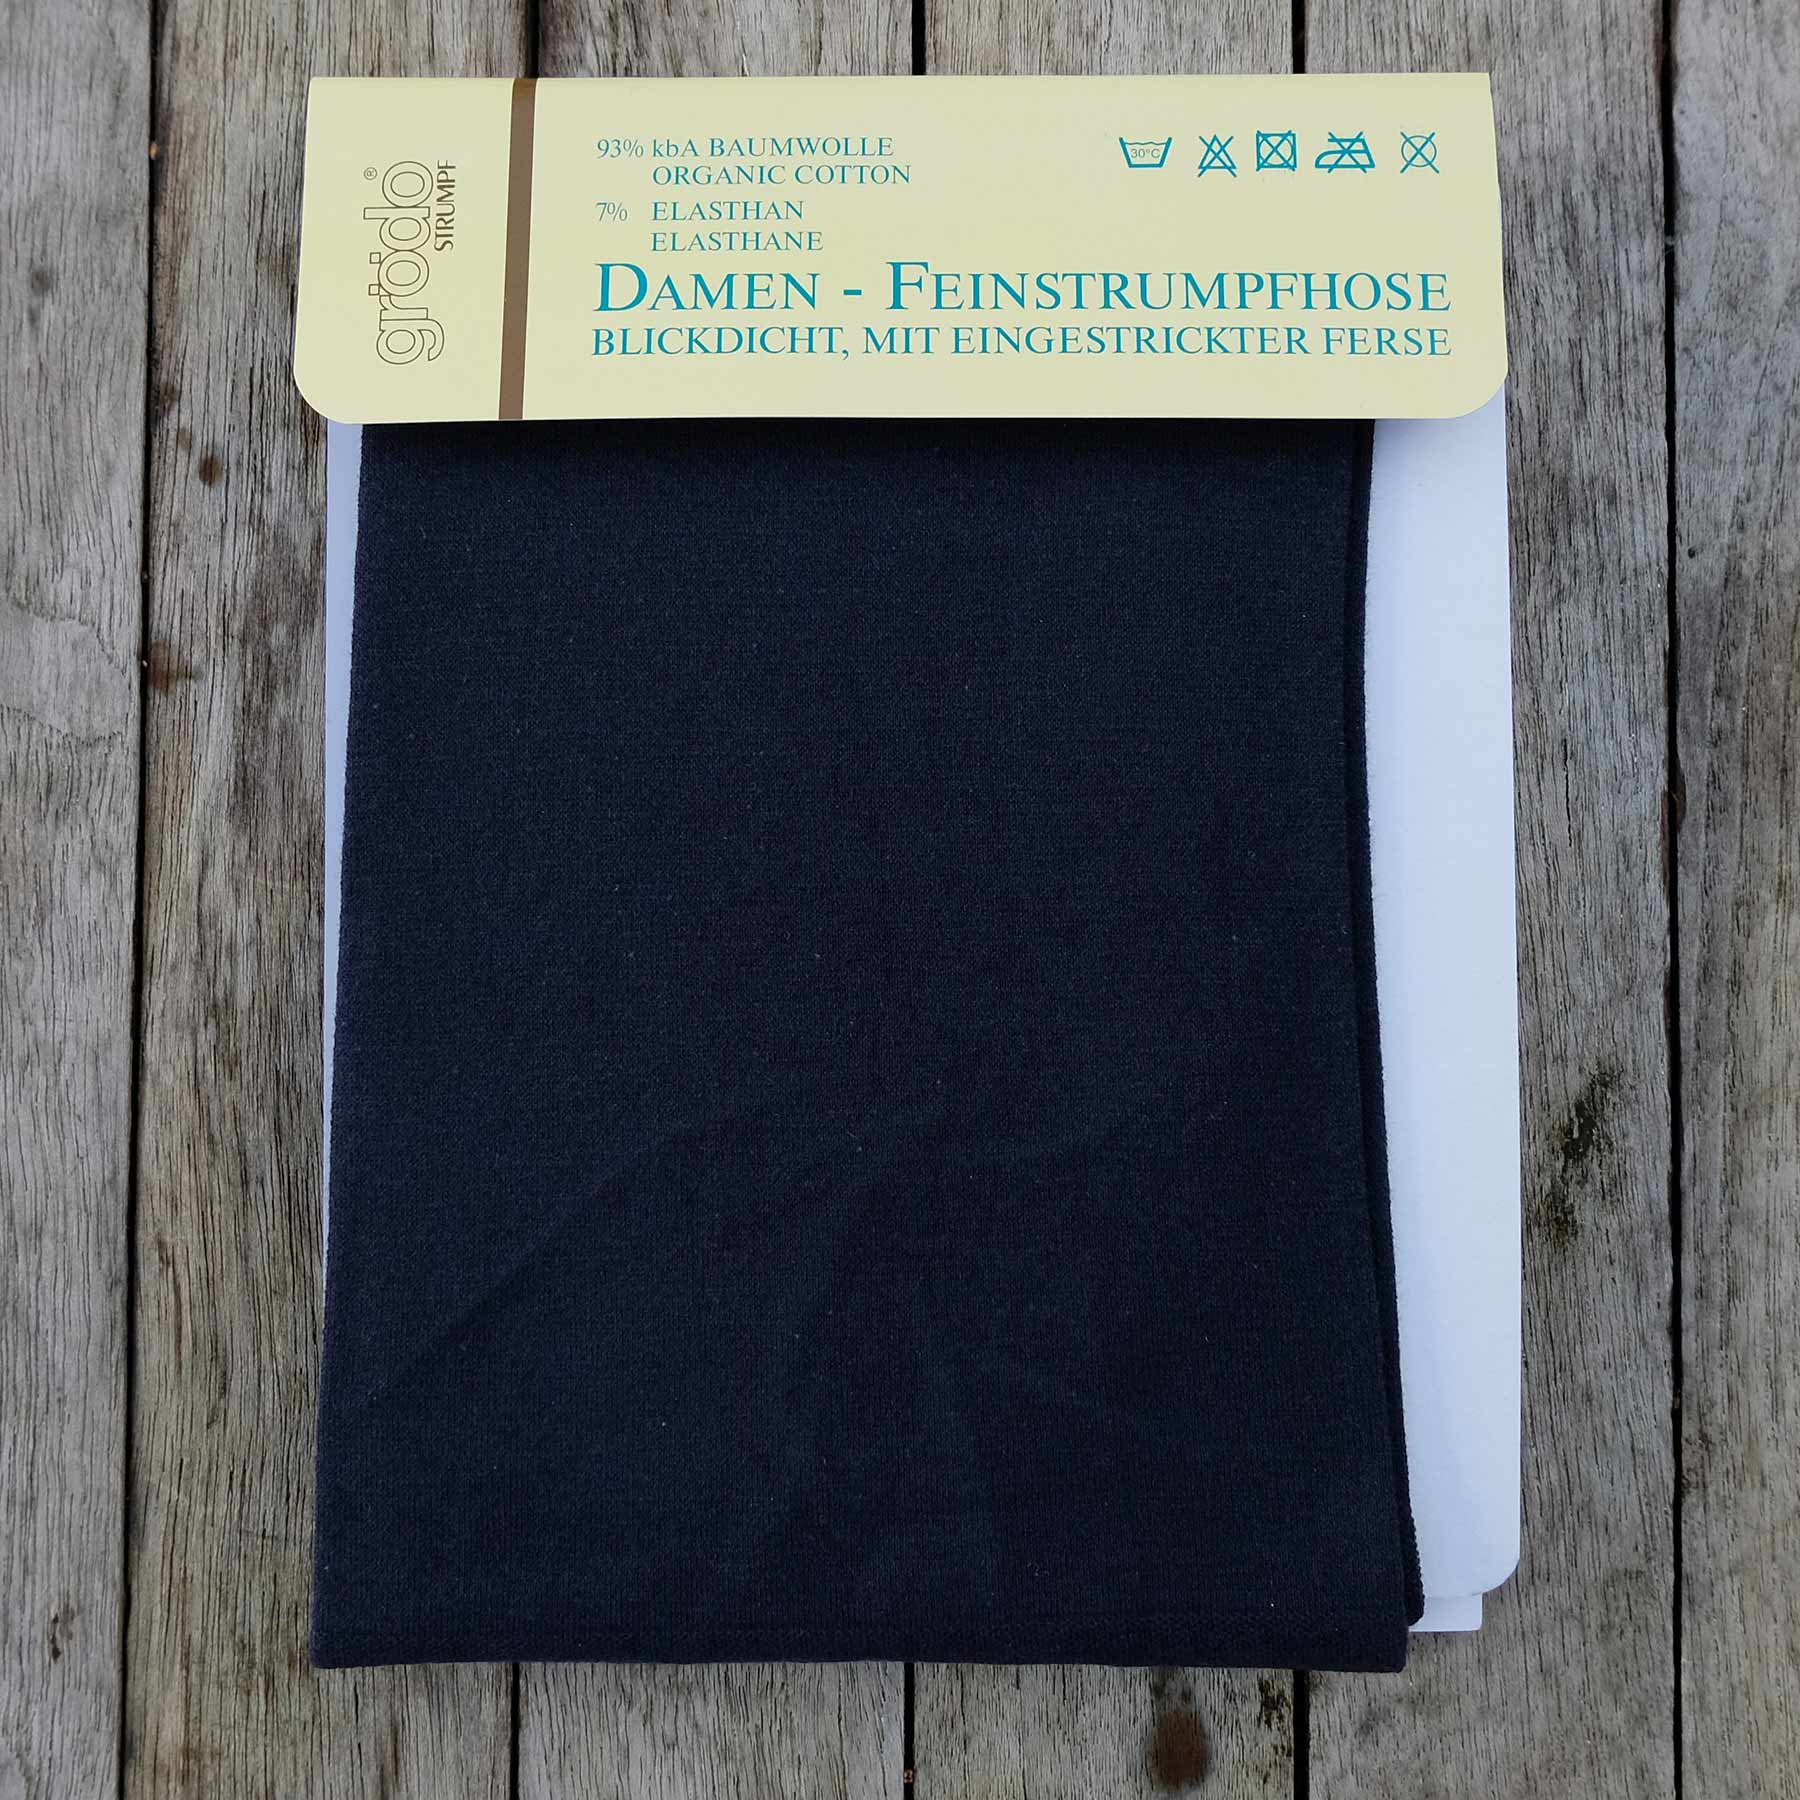 grödo®
STRUMPF
93% kbA BAUMWOLLE
ORGANIC COTTON
7% ELASTHAN
ELASTHANE
30°C
DAMEN - FEINSTRUMPFHOSE
BLICKDICHT, MIT EINGESTRICKTER FERSE